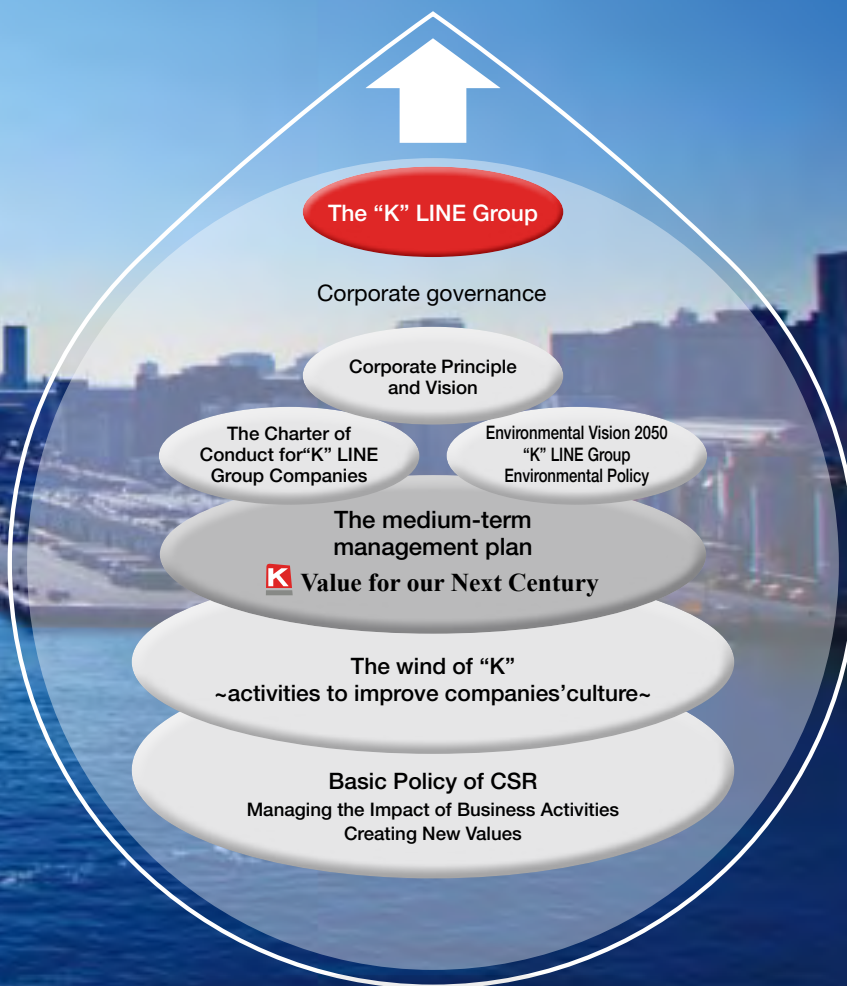 The “K” LINE Group
Corporate governance
Corporate Principle
and Vision
The Charter of
Conduct for“K” LINE
Group Companies
Environmental Vision 2050
“K” LINE Group
Environmental Policy
The medium-term
management plan
K Value for our Next Century
The wind of “K”
~activities to improve companies’culture~
Basic Policy of CSR
Managing the Impact of Business Activities
Creating New Values